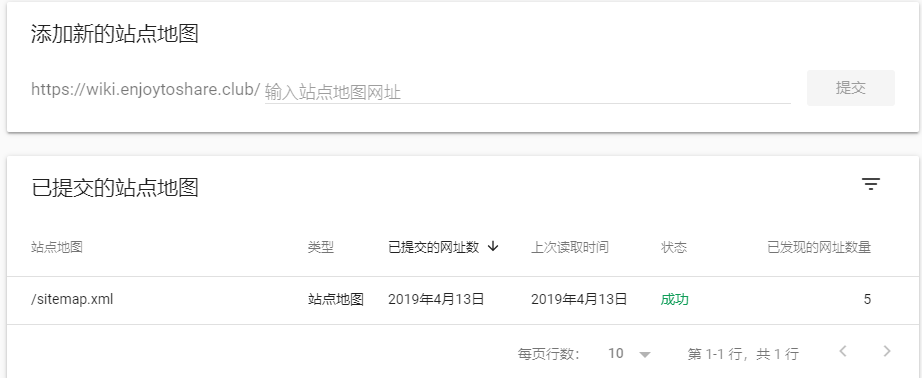 添加新的站点地图
https://wiki.enjoytoshare.club/ 输入站点地图网址 提交
已提交的站点地图
站点地图 类型 已提交的网址数 上次读取时间 状态 已发现的网址数量
/sitemap.xml 站点地图 2019年4月13日 2019年4月13日 成功 5
每页行数: 10 第 1-1 行，共 1 行